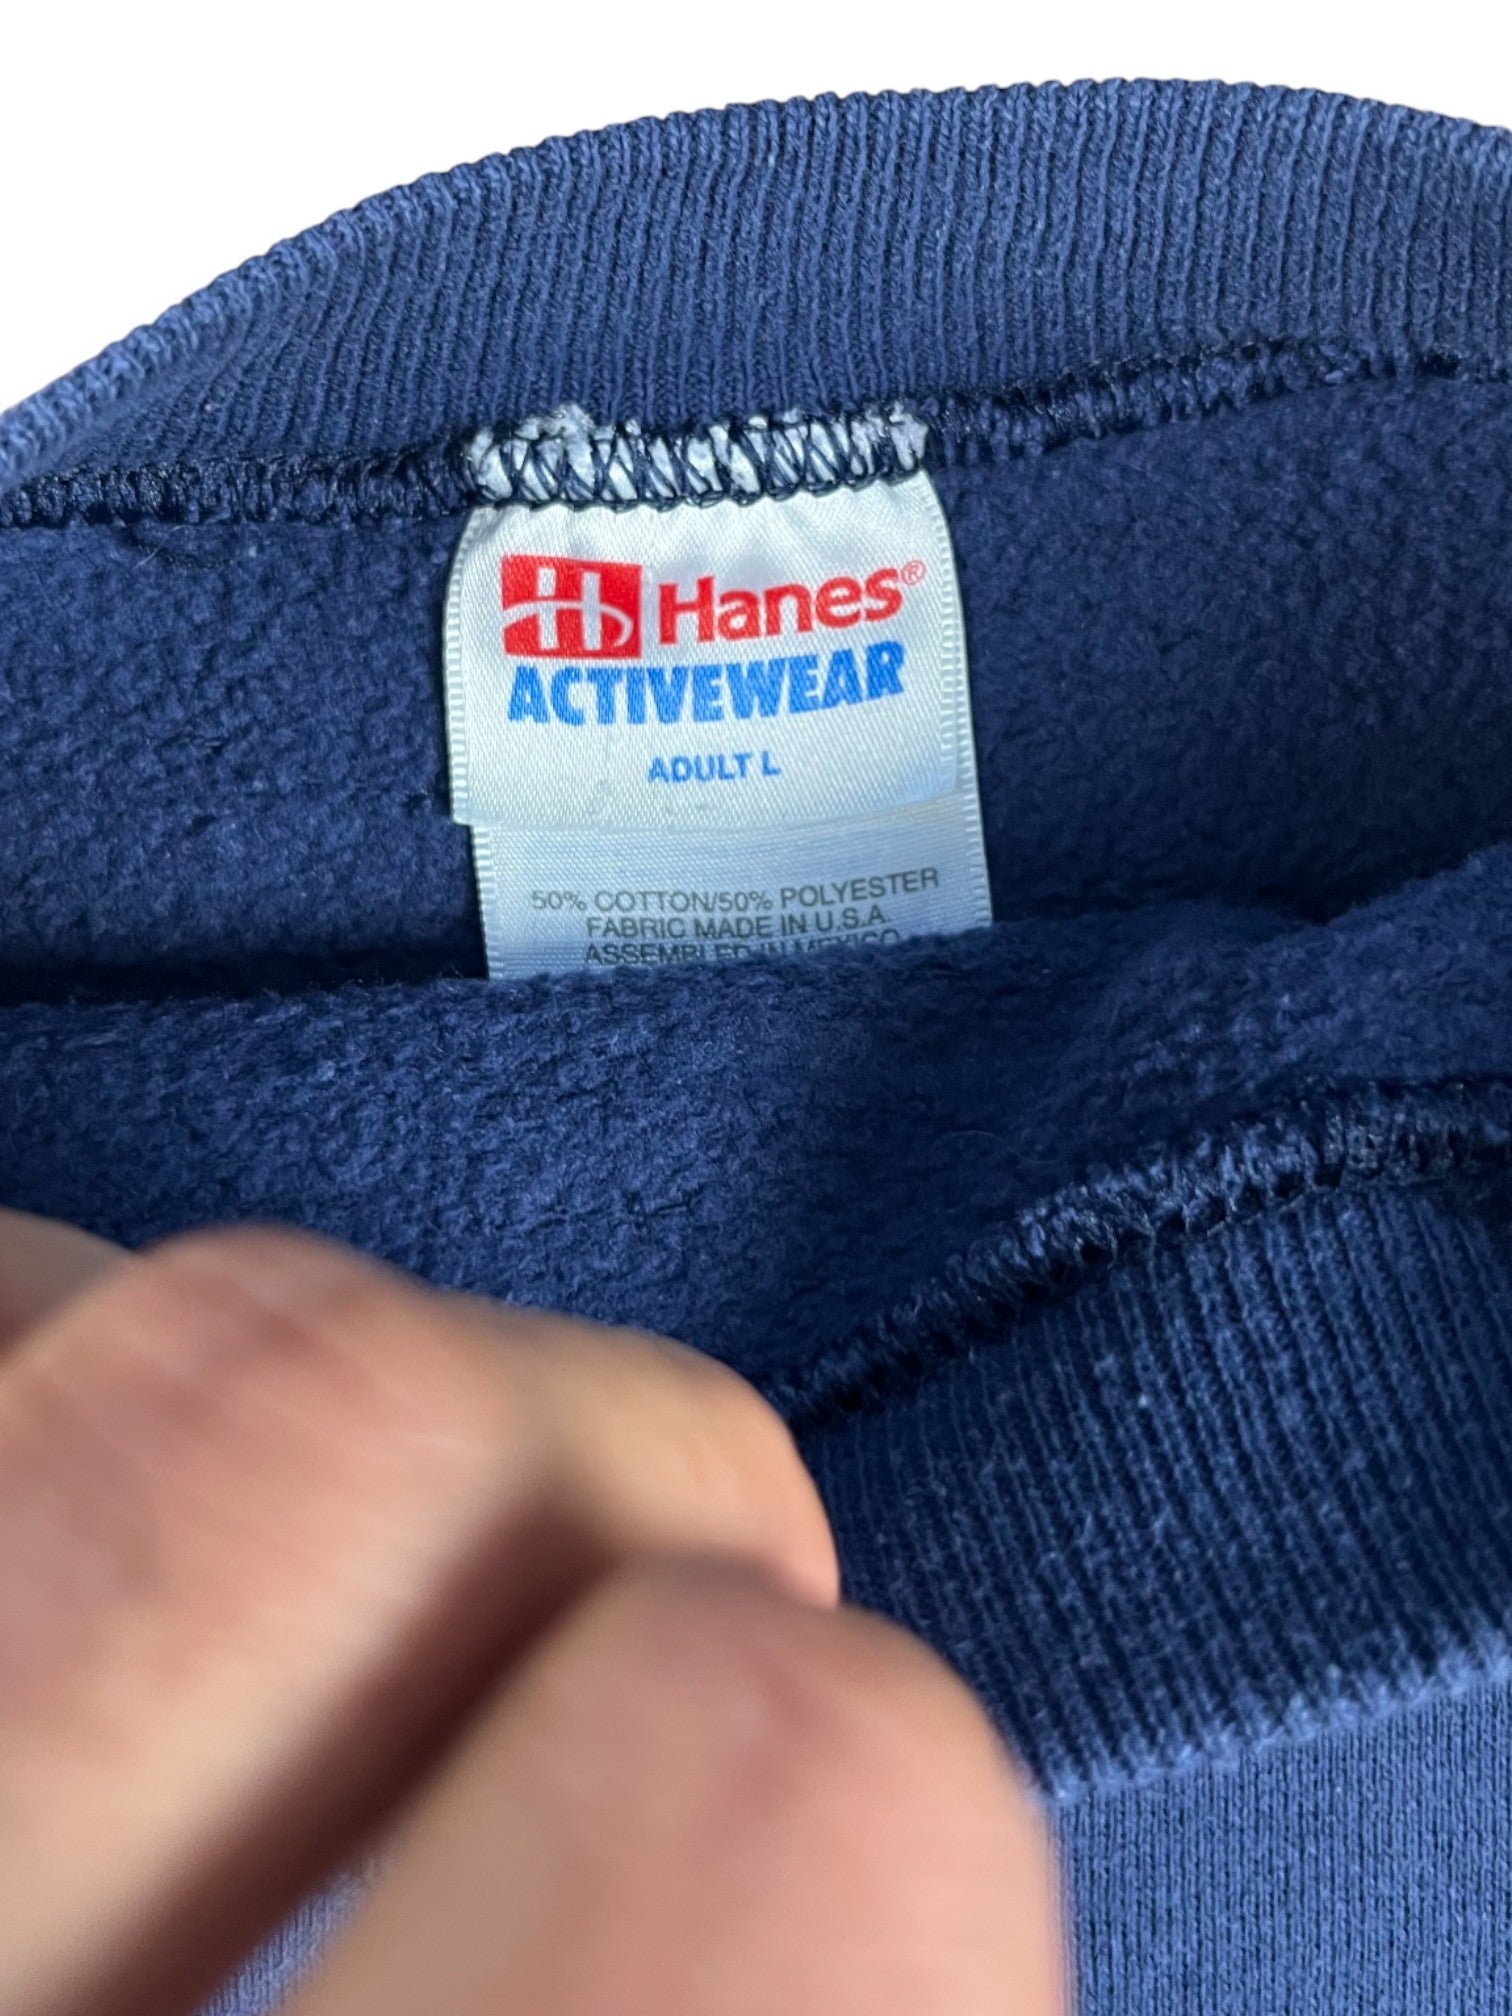 Hanes®
ACTIVEWEAR
ADULT L
50% COTTON/50% POLYESTER
FABRIC MADE IN U.S.A.
ASSEMBLED IN MEXICO